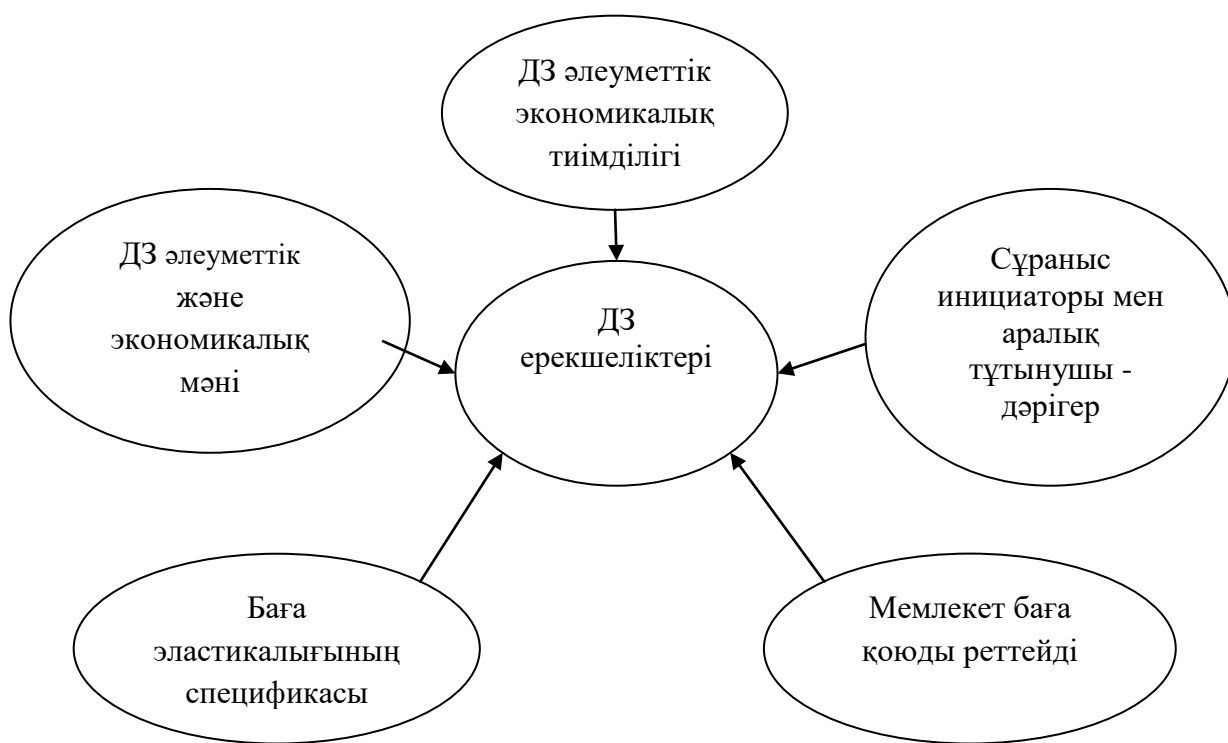 ДЗ әлеуметтік
экономикалық
тиімділігі
ДЗ әлеуметтік
және
экономикалық
мәні
ДЗ
ерекшеліктері
Сұраныс
инициаторы мен
аралық
тұтынушы -
дәрігер
Баға
эластикалығының
спецификасы
Мемлекет баға
қоюды реттейді